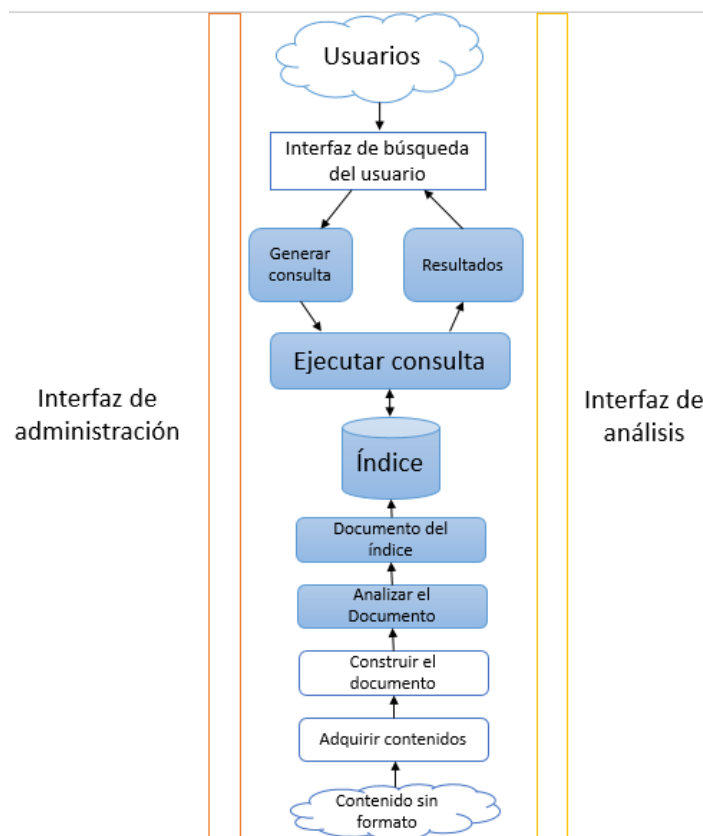 Usuarios
Interfaz de búsqueda
del usuario
Generar
consulta
Resultados
Ejecutar consulta
Interfaz de
administración
Interfaz de
análisis
Índice
Documento del
índice
Analizar el
Documento
Construir el
documento
Adquirir contenidos
Contenido sin
formato